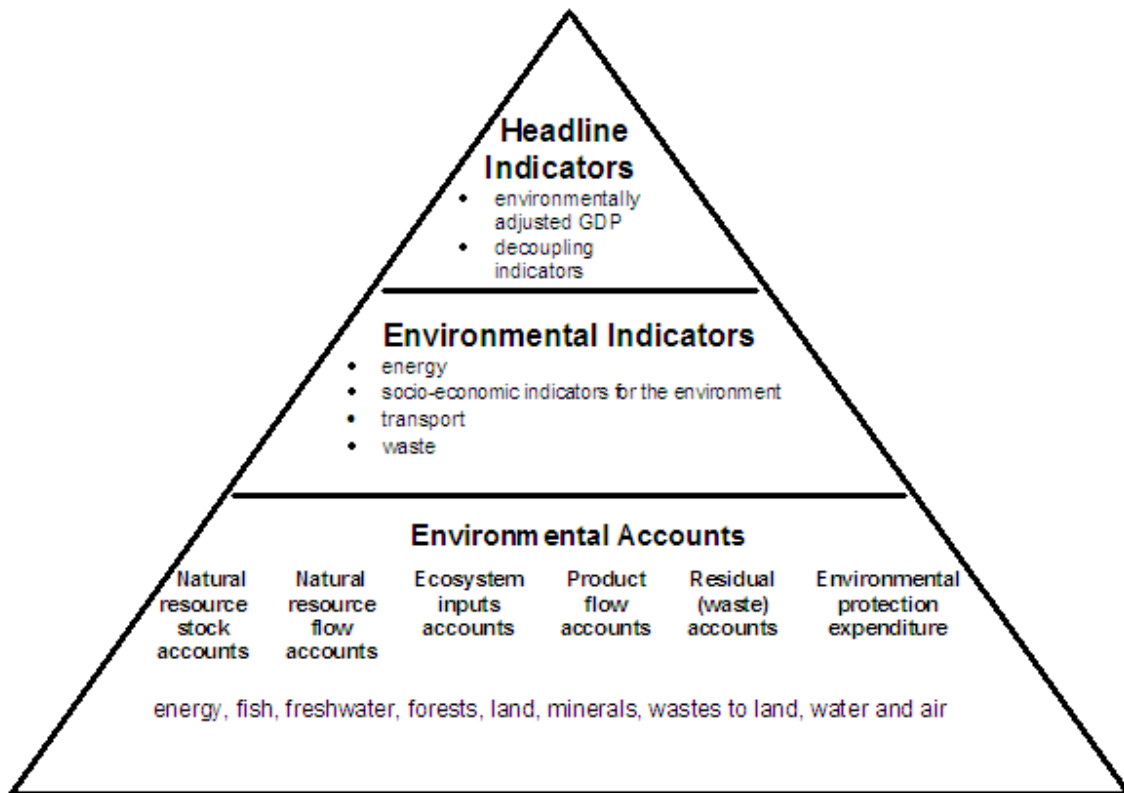 Headline
Indicators
• environmentally
adjusted GDP
• decoupling
indicators
Environmental Indicators
• energy
• socio-economic indicators for the environment
• transport
• waste
Environmental Accounts
Natural
resource
stock
accounts
Natural
resource
flow
accounts
Ecosystem
inputs
accounts
Product
flow
accounts
Residual
(waste)
accounts
Environmental
protection
expenditure
energy, fish, freshwater, forests, land, minerals, wastes to land, water and air